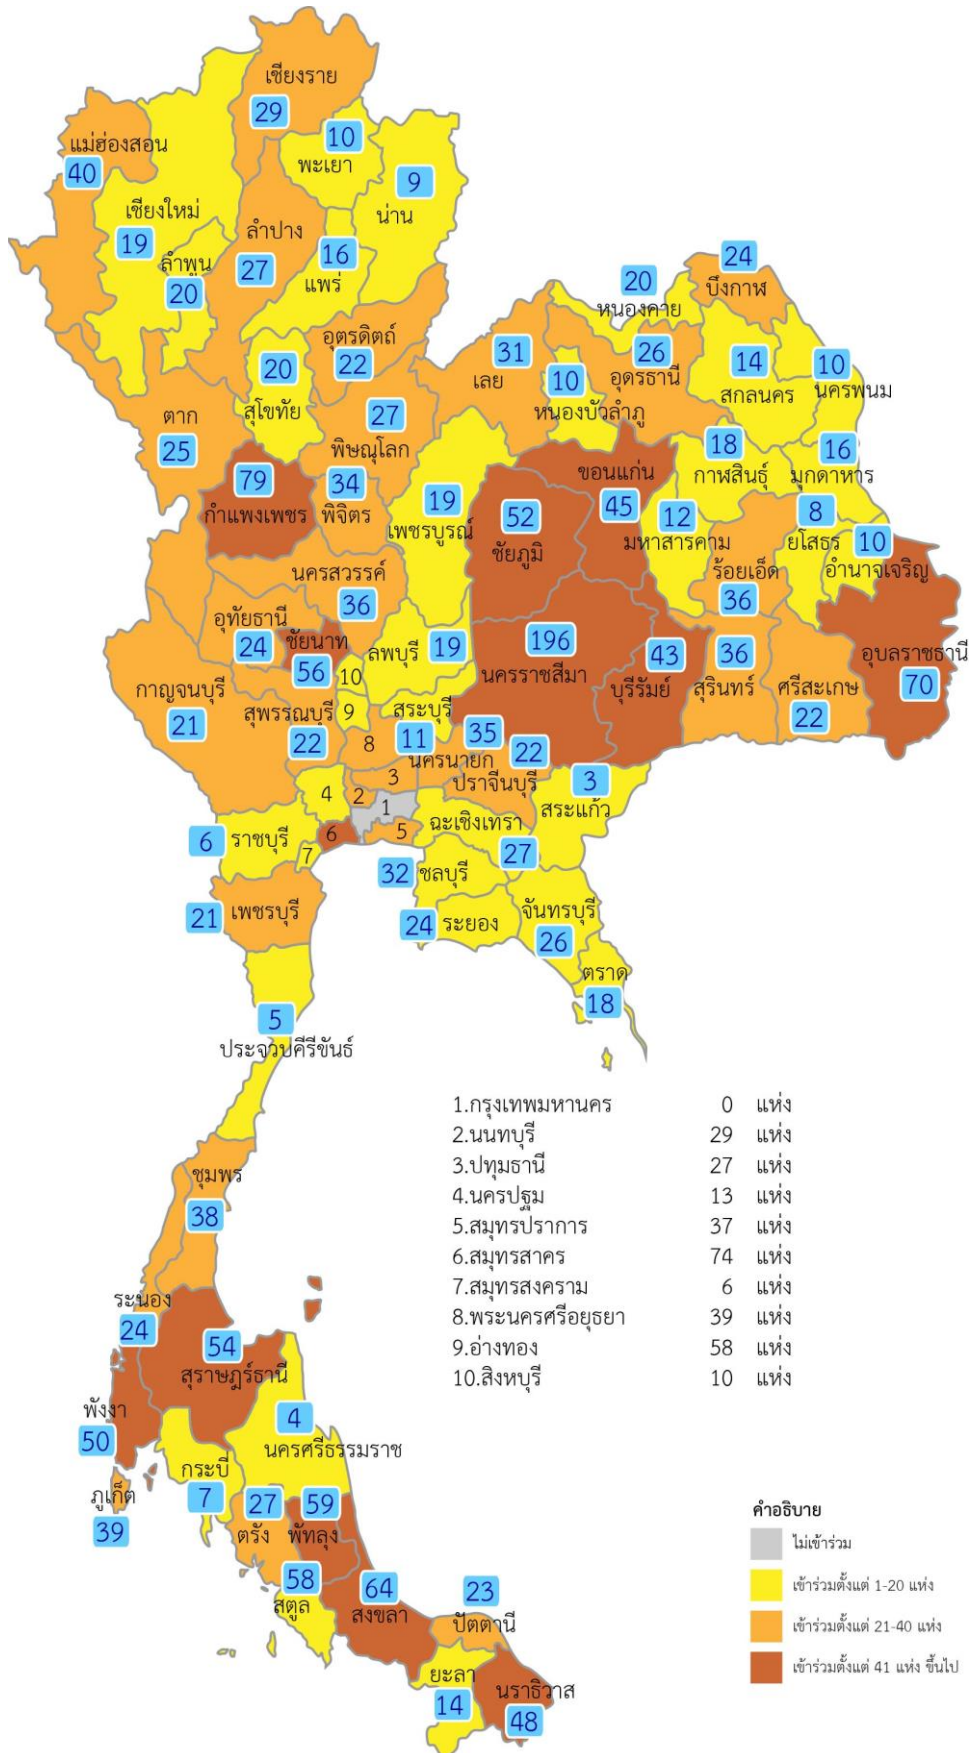 เชียงราย
29
แม่ฮ่องสอน
40
10
พะเยา
9
น่าน
เชียงใหม่
19
ลำพูน
20
ลำปาง
27
16
แพร่
อุตรดิตถ์
22
20
สุโขทัย
ตาก
25
27
พิษณุโลก
79
กำแพงเพชร
34
พิจิตร
31
เลย
20
หนองคาย
24
บึงกาฬ
26
อุดรธานี
10
หนองบัวลำภู
14
สกลนคร
10
นครพนม
19
เพชรบูรณ์
52
ชัยภูมิ
ขอนแก่น
45
18
กาฬสินธุ์
16
มุกดาหาร
12
มหาสารคาม
8
ยโสธร
10
อำนาจเจริญ
ร้อยเอ็ด
36
นครสวรรค์
36
อุทัยธานี
24
ชัยนาท
56
ลพบุรี
19
196
นครราชสีมา
43
บุรีรัมย์
36
สุรินทร์
ศรีสะเกษ
22
อุบลราชธานี
70
กาญจนบุรี
21
สุพรรณบุรี
22
10
9
8
สระบุรี
11
35
นครนายก
22
ปราจีนบุรี
3
สระแก้ว
3
4
2
1
5
6
7
ฉะเชิงเทรา
27
6
ราชบุรี
32
ชลบุรี
21
เพชรบุรี
24
ระยอง
จันทรบุรี
26
ตราด
18
5
ประจวบคีรีขันธ์
1.กรุงเทพมหานคร 0 แห่ง
2.นนทบุรี 29 แห่ง
3.ปทุมธานี 27 แห่ง
4.นครปฐม 13 แห่ง
5.สมุทรปราการ 37 แห่ง
6.สมุทรสาคร 74 แห่ง
7.สมุทรสงคราม 6 แห่ง
8.พระนครศรีอยุธยา 39 แห่ง
9.อ่างทอง 58 แห่ง
10.สิงหบุรี 10 แห่ง
ชุมพร
38
ระนอง
24
54
สุราษฎร์ธานี
พังงา
50
4
นครศรีธรรมราช
กระบี่
7
ภูเก็ต
39
27
ตรัง
59
พัทลุง
58
สตูล
64
สงขลา
23
ปัตตานี
ยะลา
14
นราธิวาส
48
คำอธิบาย
ไม่เข้าร่วม
เข้าร่วมตั้งแต่ 1-20 แห่ง
เข้าร่วมตั้งแต่ 21-40 แห่ง
เข้าร่วมตั้งแต่ 41 แห่ง ขึ้นไป